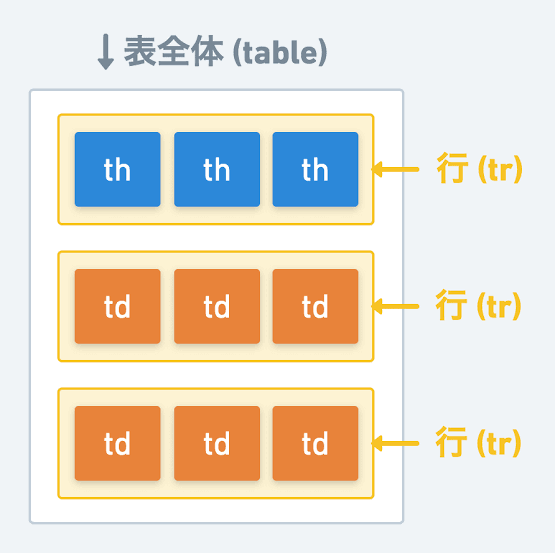 ↓ 表全体 (table)
th th th ← 行 (tr)
td td td ← 行 (tr)
td td td ← 行 (tr)